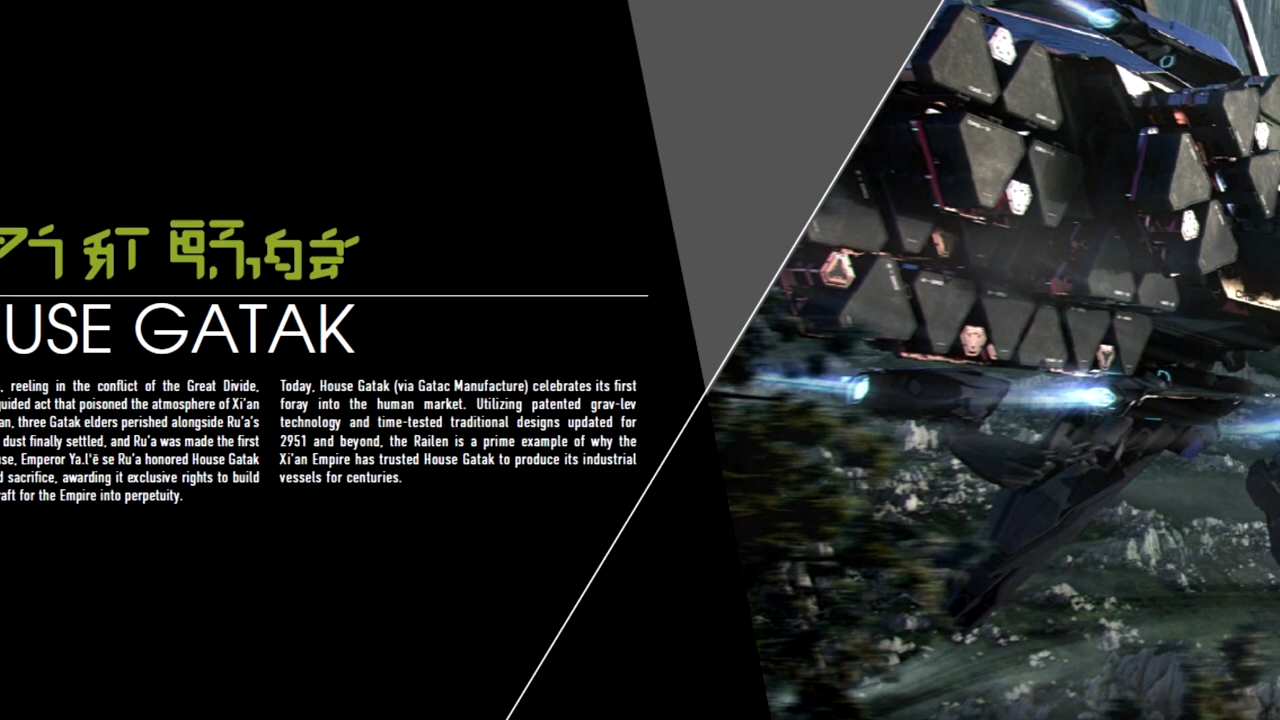 USE GATAK
, reeling in the conflict of the Great Divide,
guided act that poisoned the atmosphere of Xi'an
an, three Gatak elders perished alongside Ru'a's
dust finally settled, and Ru'a was made the first
se, Emperor Ya.l'ē se Ru'a honored House Gatak
d sacrifice, awarding it exclusive rights to build
raft for the Empire into perpetuity.
Today, House Gatak (via Gatac Manufacture) celebrates its first
foray into the human market. Utilizing patented grav-lev
technology and time-tested traditional designs updated for
2951 and beyond, the Railen is a prime example of why the
Xi'an Empire has trusted House Gatak to produce its industrial
vessels for centuries.